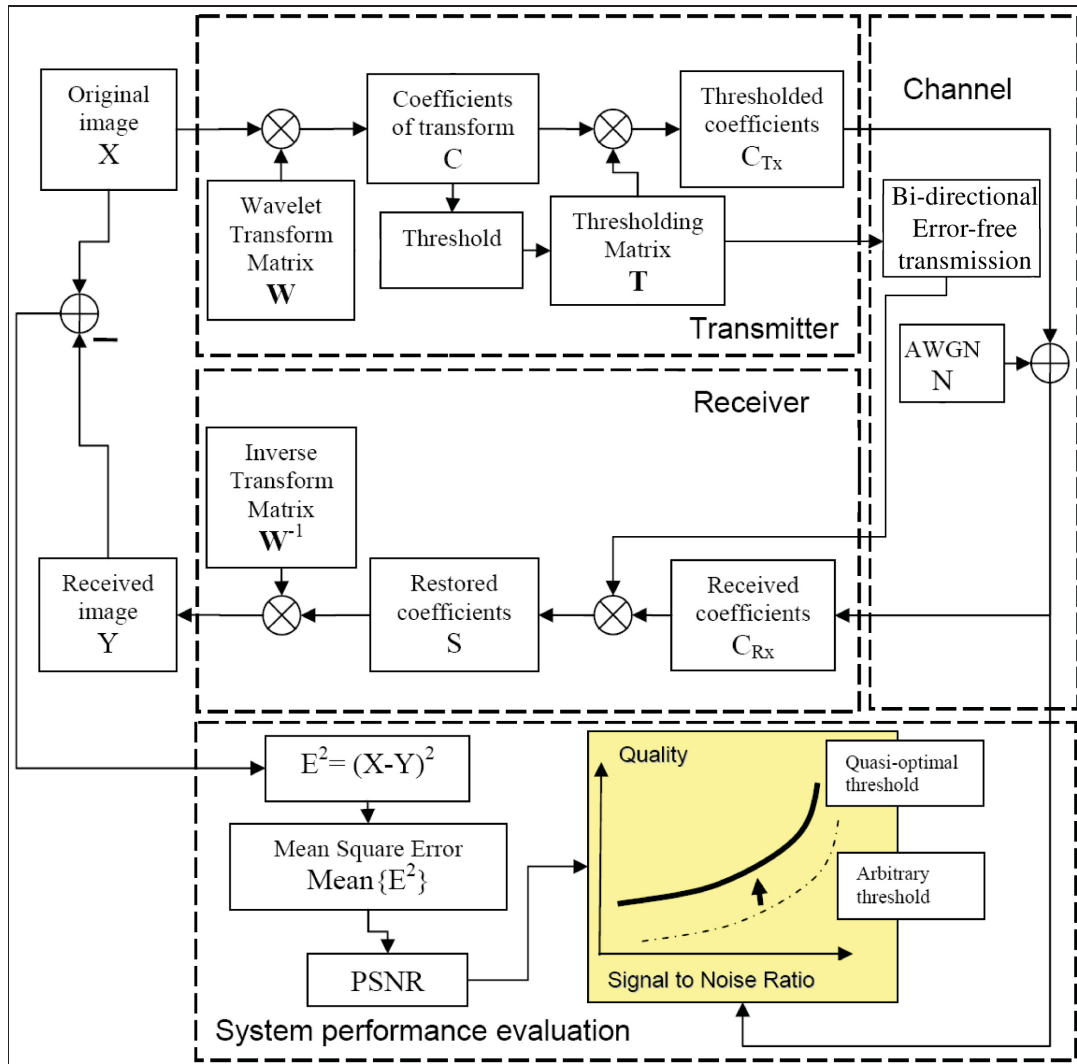 Original
image
X
Wavelet
Transform
Matrix
W
Coefficients
of transform
C
Threshold
Thresholding
Matrix
T
Thresholded
coefficients
C_Tx
Transmitter
Channel
Bi-directional
Error-free
transmission
AWGN
N
–
Receiver
Inverse
Transform
Matrix
W⁻¹
Received
image
Y
Restored
coefficients
S
Received
coefficients
C_Rx
E²= (X-Y)²
Mean Square Error
Mean{E²}
PSNR
Quality
Signal to Noise Ratio
Quasi-optimal
threshold
Arbitrary
threshold
System performance evaluation